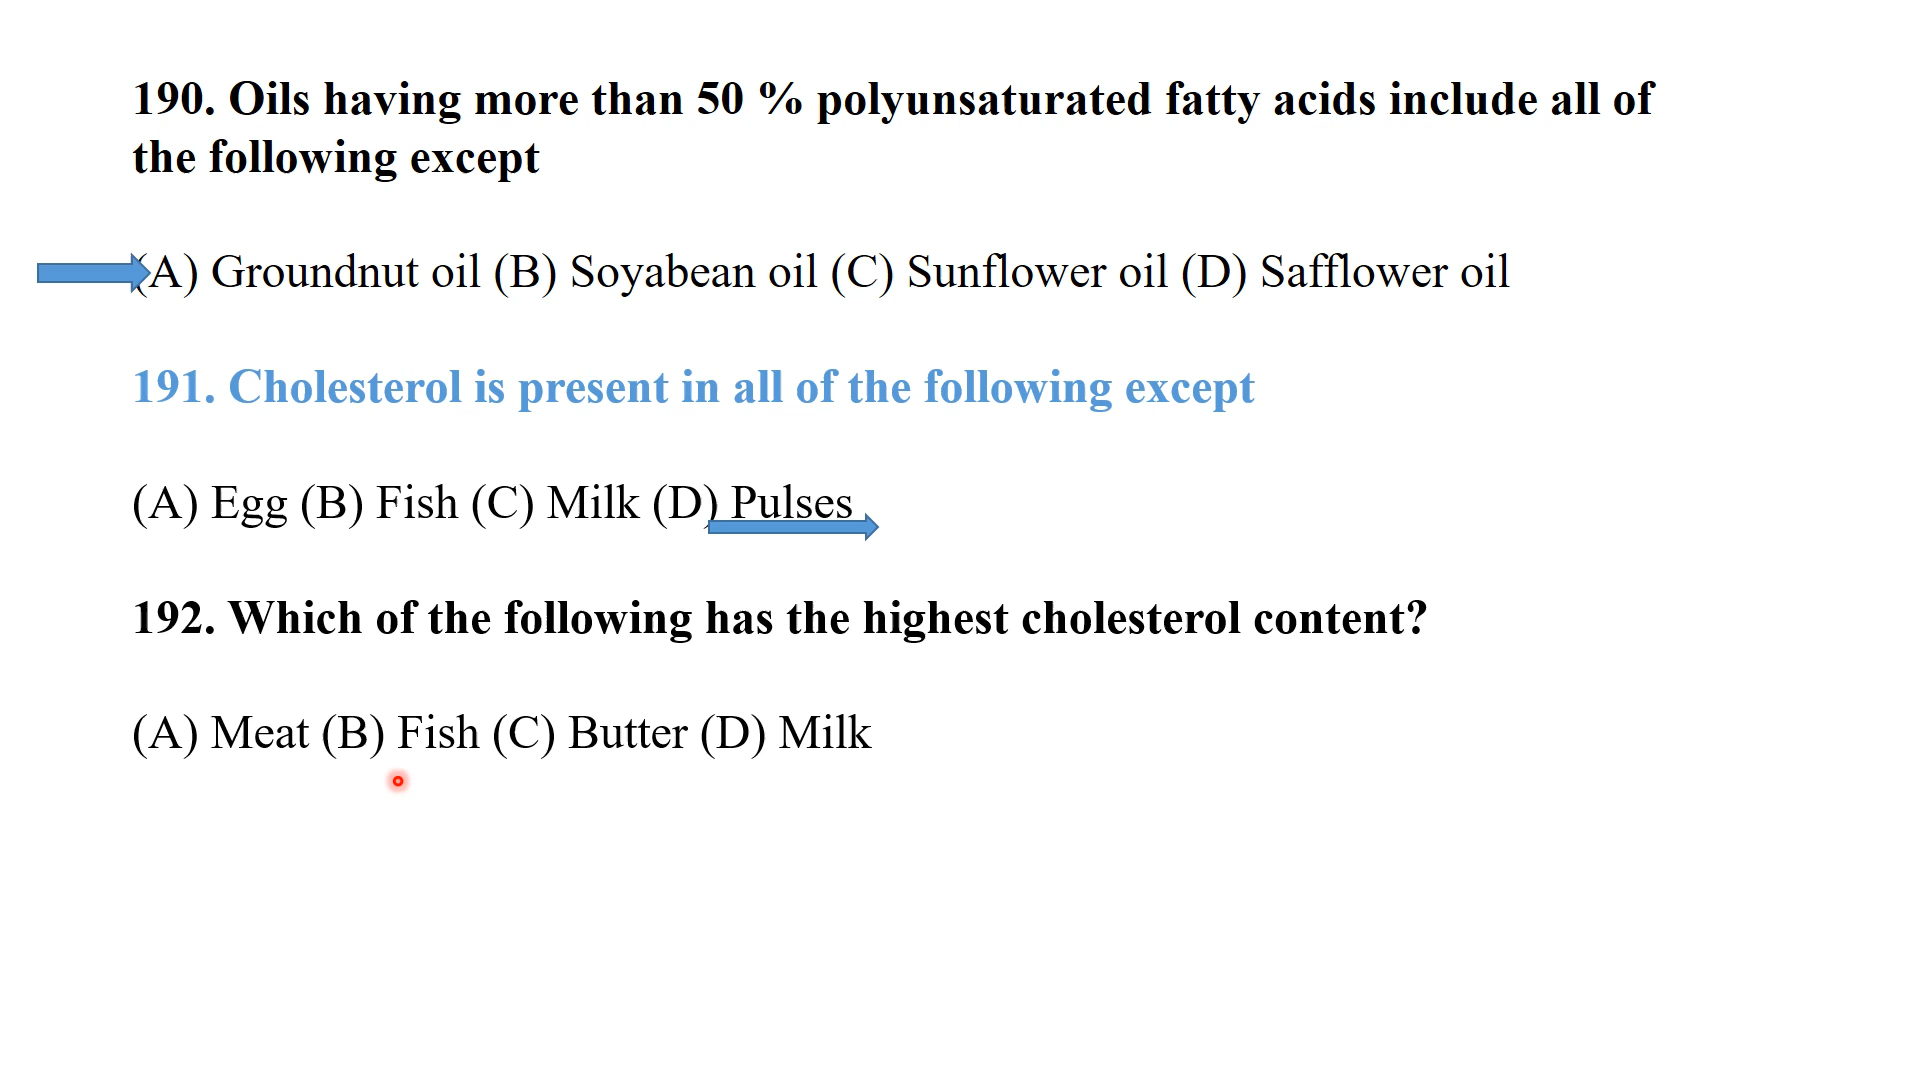 190. Oils having more than 50 % polyunsaturated fatty acids include all of
the following except
(A) Groundnut oil (B) Soyabean oil (C) Sunflower oil (D) Safflower oil
191. Cholesterol is present in all of the following except
(A) Egg (B) Fish (C) Milk (D) Pulses
192. Which of the following has the highest cholesterol content?
(A) Meat (B) Fish (C) Butter (D) Milk